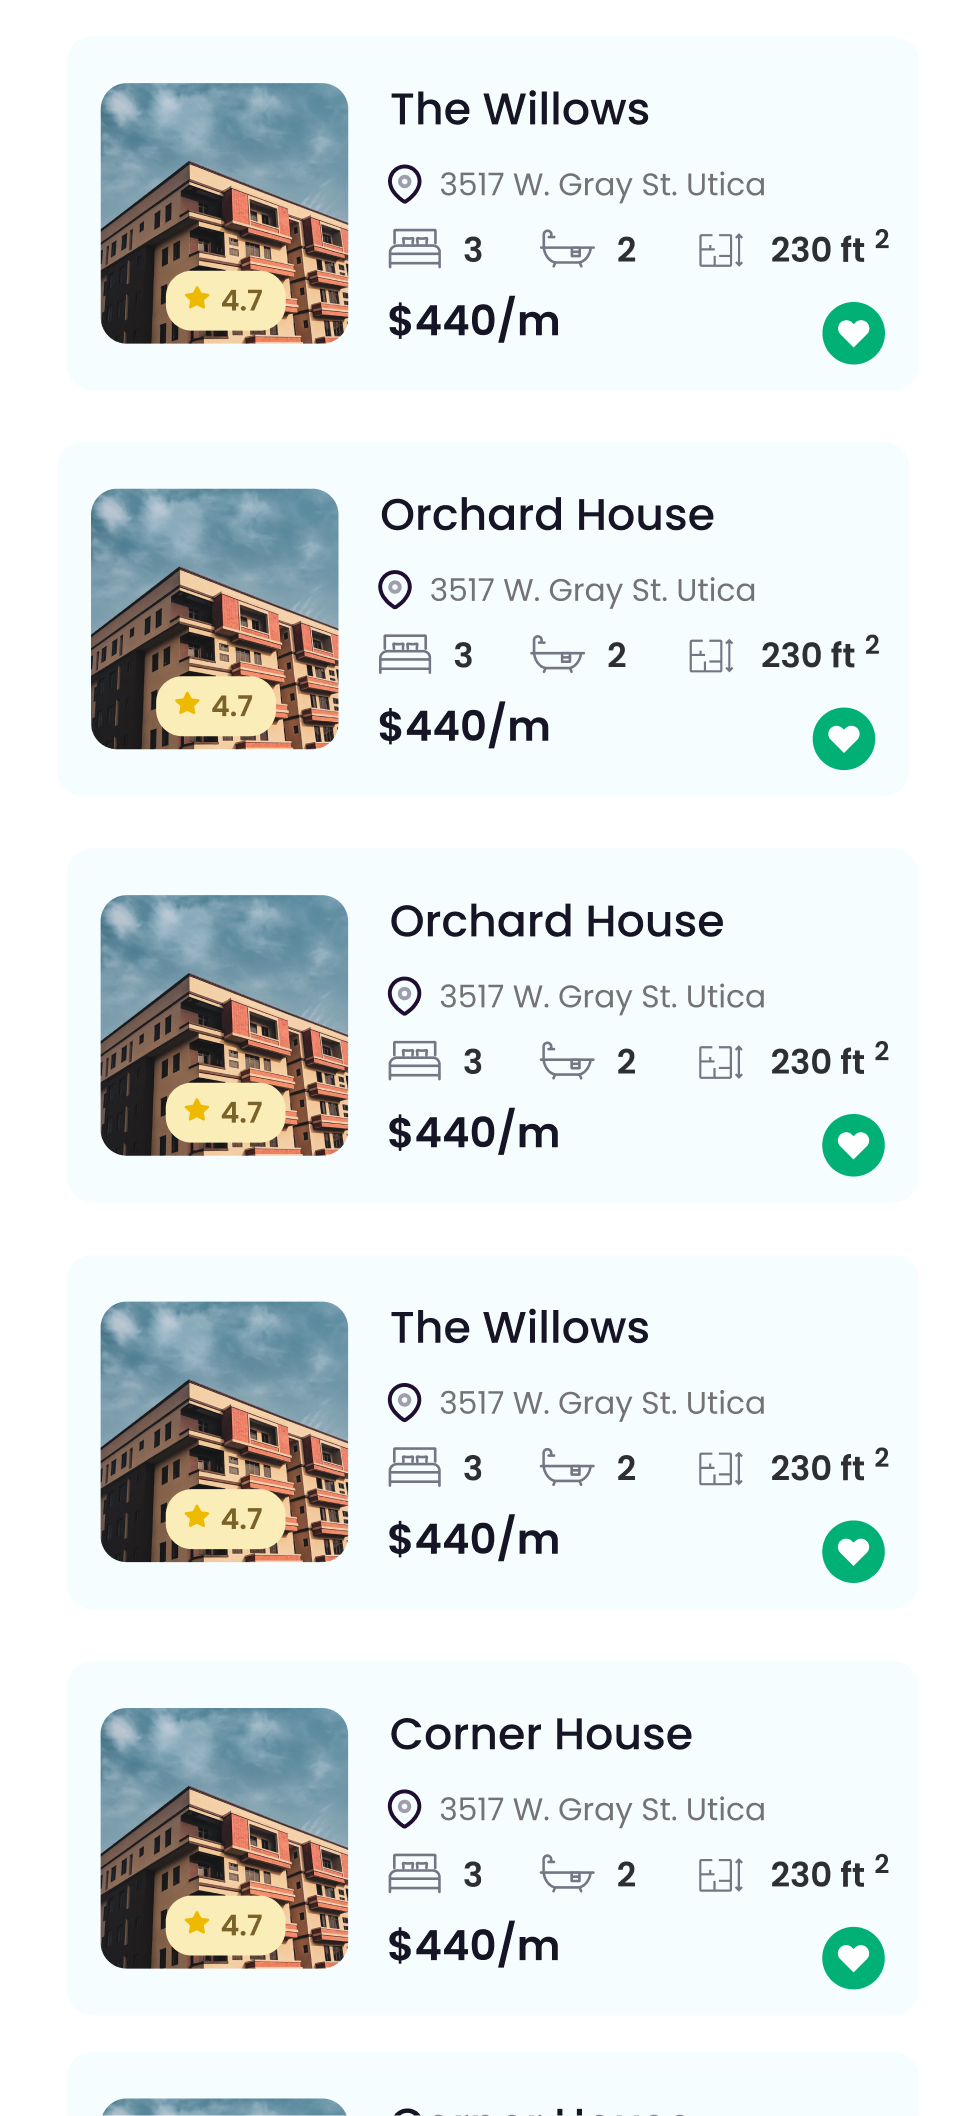 The Willows
3517 W. Gray St. Utica
3 2 230 ft ²
4.7
$440/m
Orchard House
3517 W. Gray St. Utica
3 2 230 ft ²
4.7
$440/m
Orchard House
3517 W. Gray St. Utica
3 2 230 ft ²
4.7
$440/m
The Willows
3517 W. Gray St. Utica
3 2 230 ft ²
4.7
$440/m
Corner House
3517 W. Gray St. Utica
3 2 230 ft ²
4.7
$440/m